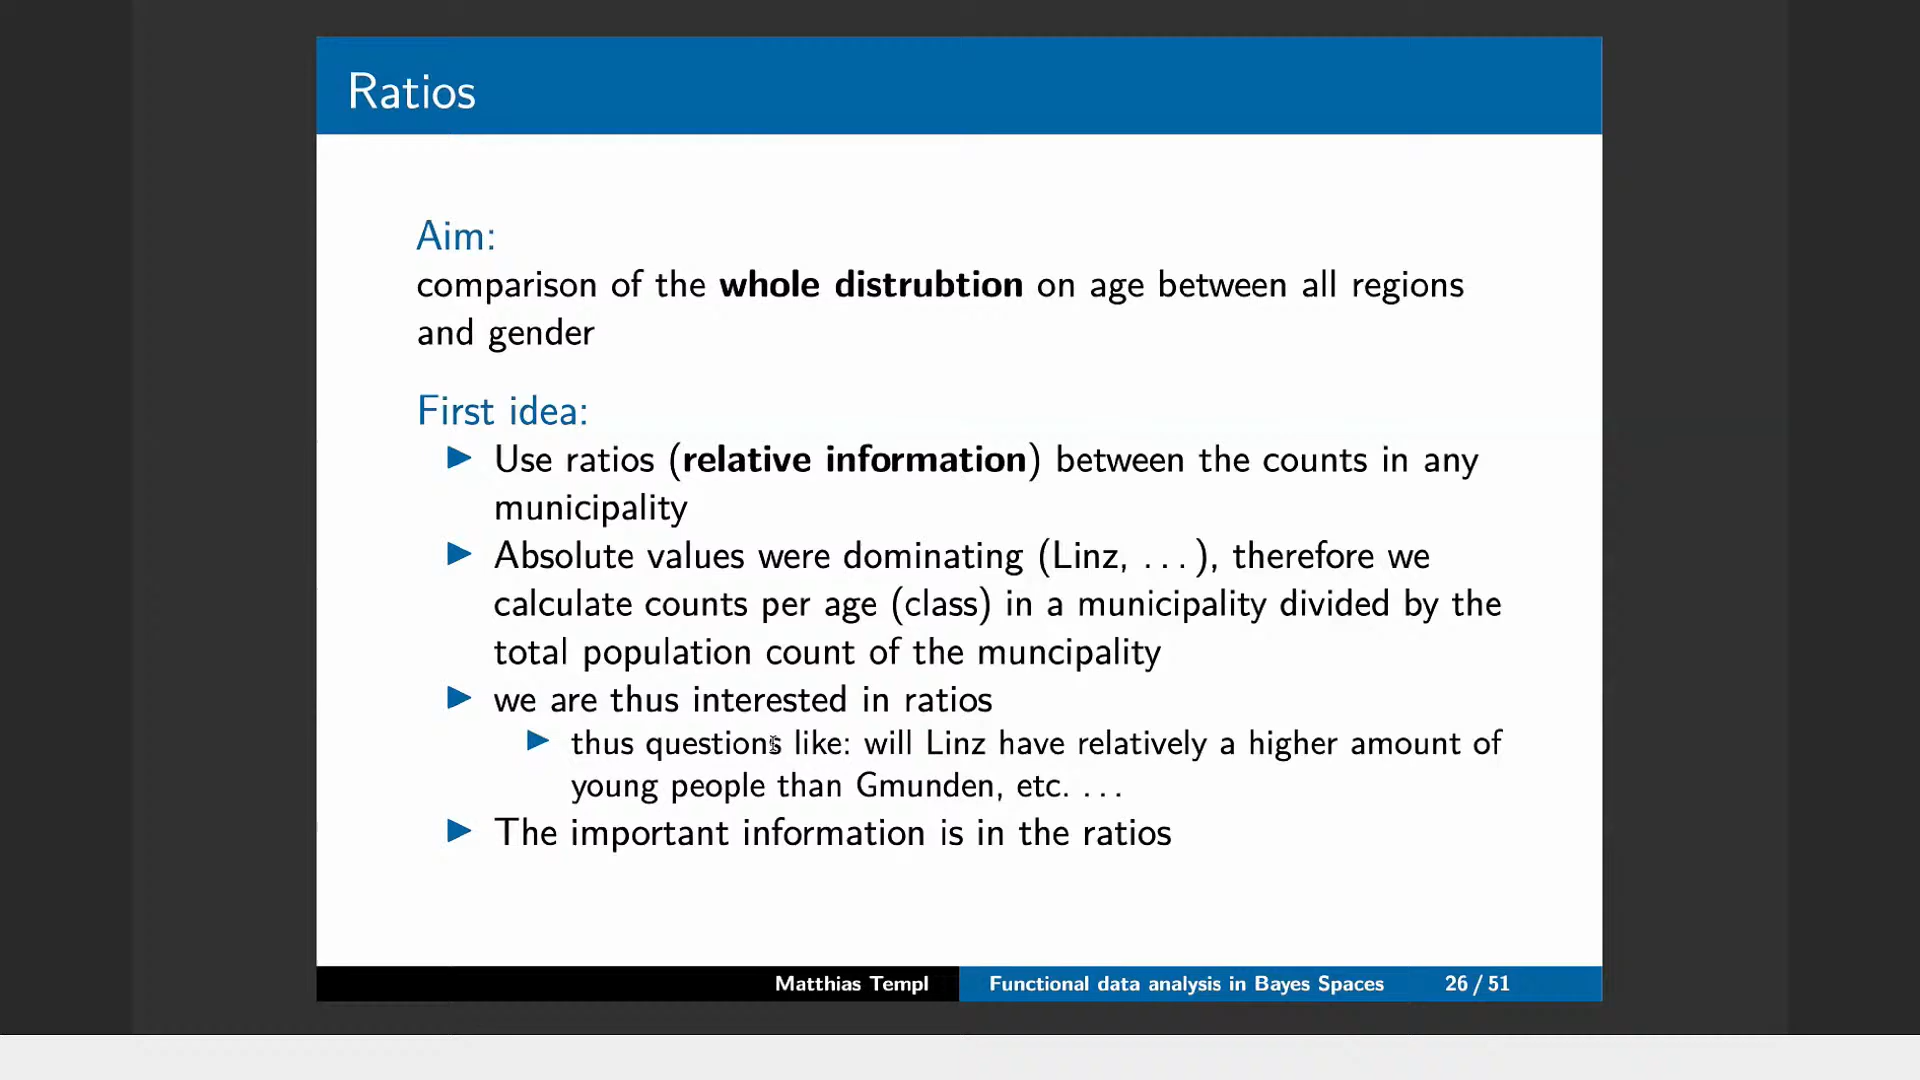 Ratios
Aim:
comparison of the whole distrubtion on age between all regions
and gender
First idea:
Use ratios (relative information) between the counts in any
municipality
Absolute values were dominating (Linz, . . . ), therefore we
calculate counts per age (class) in a municipality divided by the
total population count of the muncipality
we are thus interested in ratios
thus questions like: will Linz have relatively a higher amount of
young people than Gmunden, etc. . . .
The important information is in the ratios
Matthias Templ Functional data analysis in Bayes Spaces 26 / 51